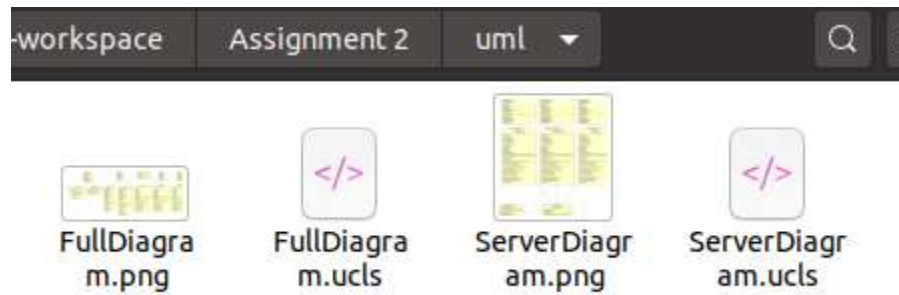 -workspace Assignment 2 uml
FullDiagra FullDiagra ServerDiagr ServerDiagr
m.png m.ucls am.png am.ucls